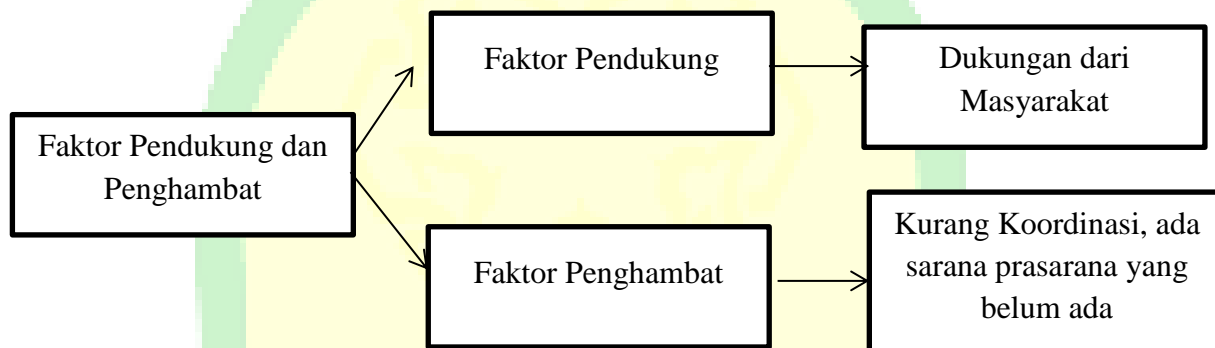 Faktor Pendukung dan
Penghambat
Faktor Pendukung
Dukungan dari
Masyarakat
Faktor Penghambat
Kurang Koordinasi, ada
sarana prasarana yang
belum ada